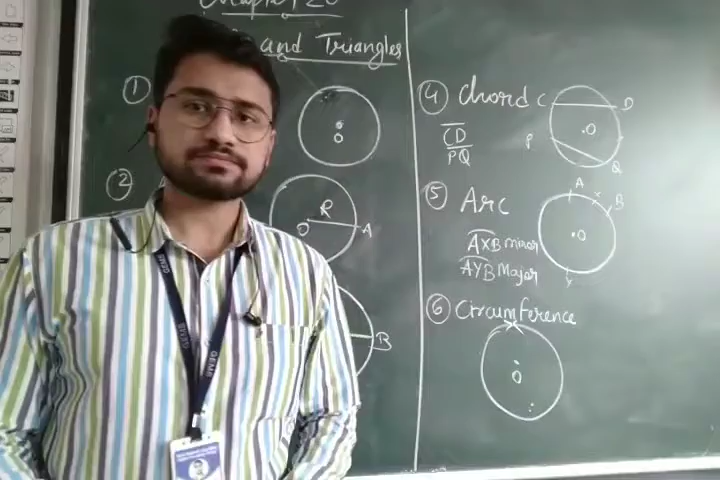 and Triangles
①
O
②
R
O
A
B
④ Chord
C
D
O
P
Q
CD
PQ
⑤ Arc
A
x
B
O
Y
AXB minor
AYB Major
⑥ Circumference
O